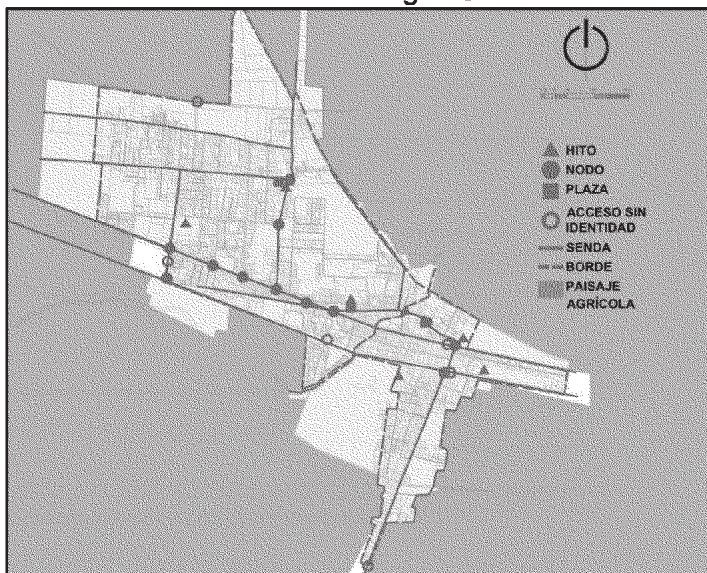 HITO
NODO
PLAZA
ACCESO SIN
IDENTIDAD
SENDA
BORDE
PAISAJE
AGRÍCOLA